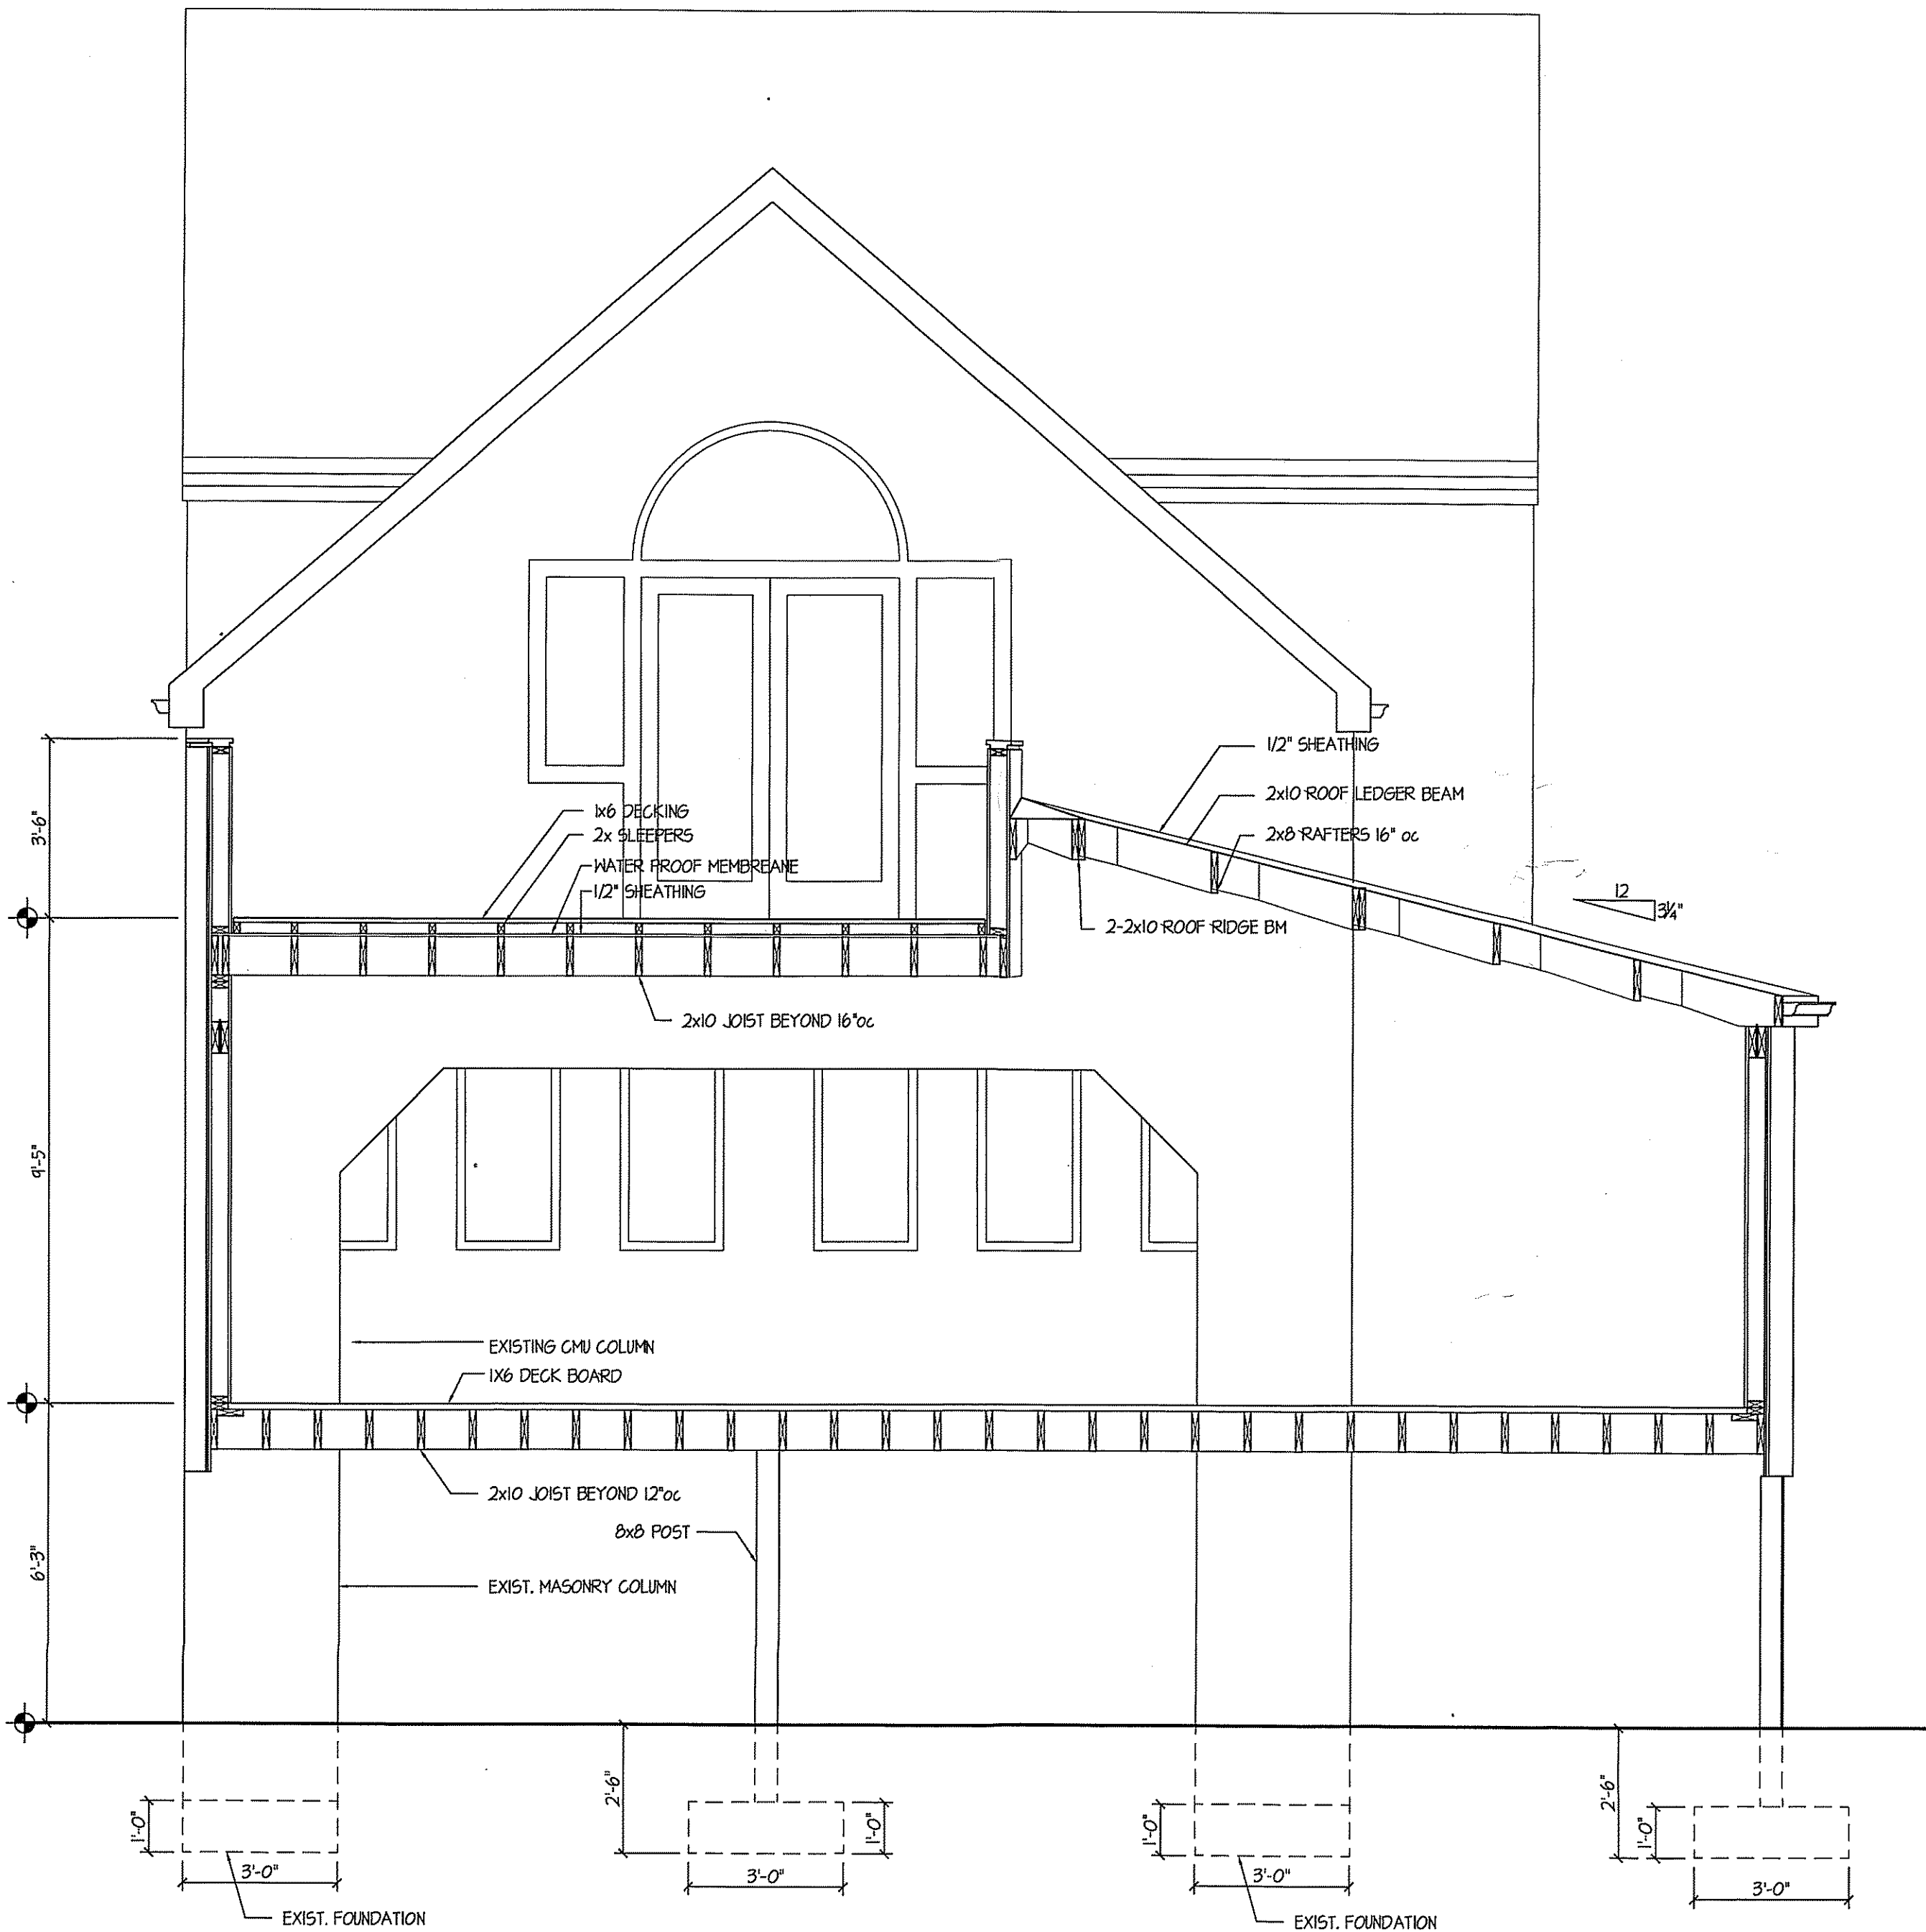 1/2" SHEATHING
2x10 ROOF LEDGER BEAM
2x8 RAFTERS 16" oc
1x6 DECKING
2x SLEEPERS
WATER PROOF MEMBREANE
1/2" SHEATHING
3'-6"
12
3¼"
2-2x10 ROOF RIDGE BM
2x10 JOIST BEYOND 16"oc
9'-5"
EXISTING CMU COLUMN
1X6 DECK BOARD
2x10 JOIST BEYOND 12"oc
8x8 POST
6'-3"
EXIST. MASONRY COLUMN
2'-6"
2'-6"
1'-0"
1'-0"
1'-0"
1'-0"
3'-0"
3'-0"
3'-0"
3'-0"
EXIST. FOUNDATION
EXIST. FOUNDATION